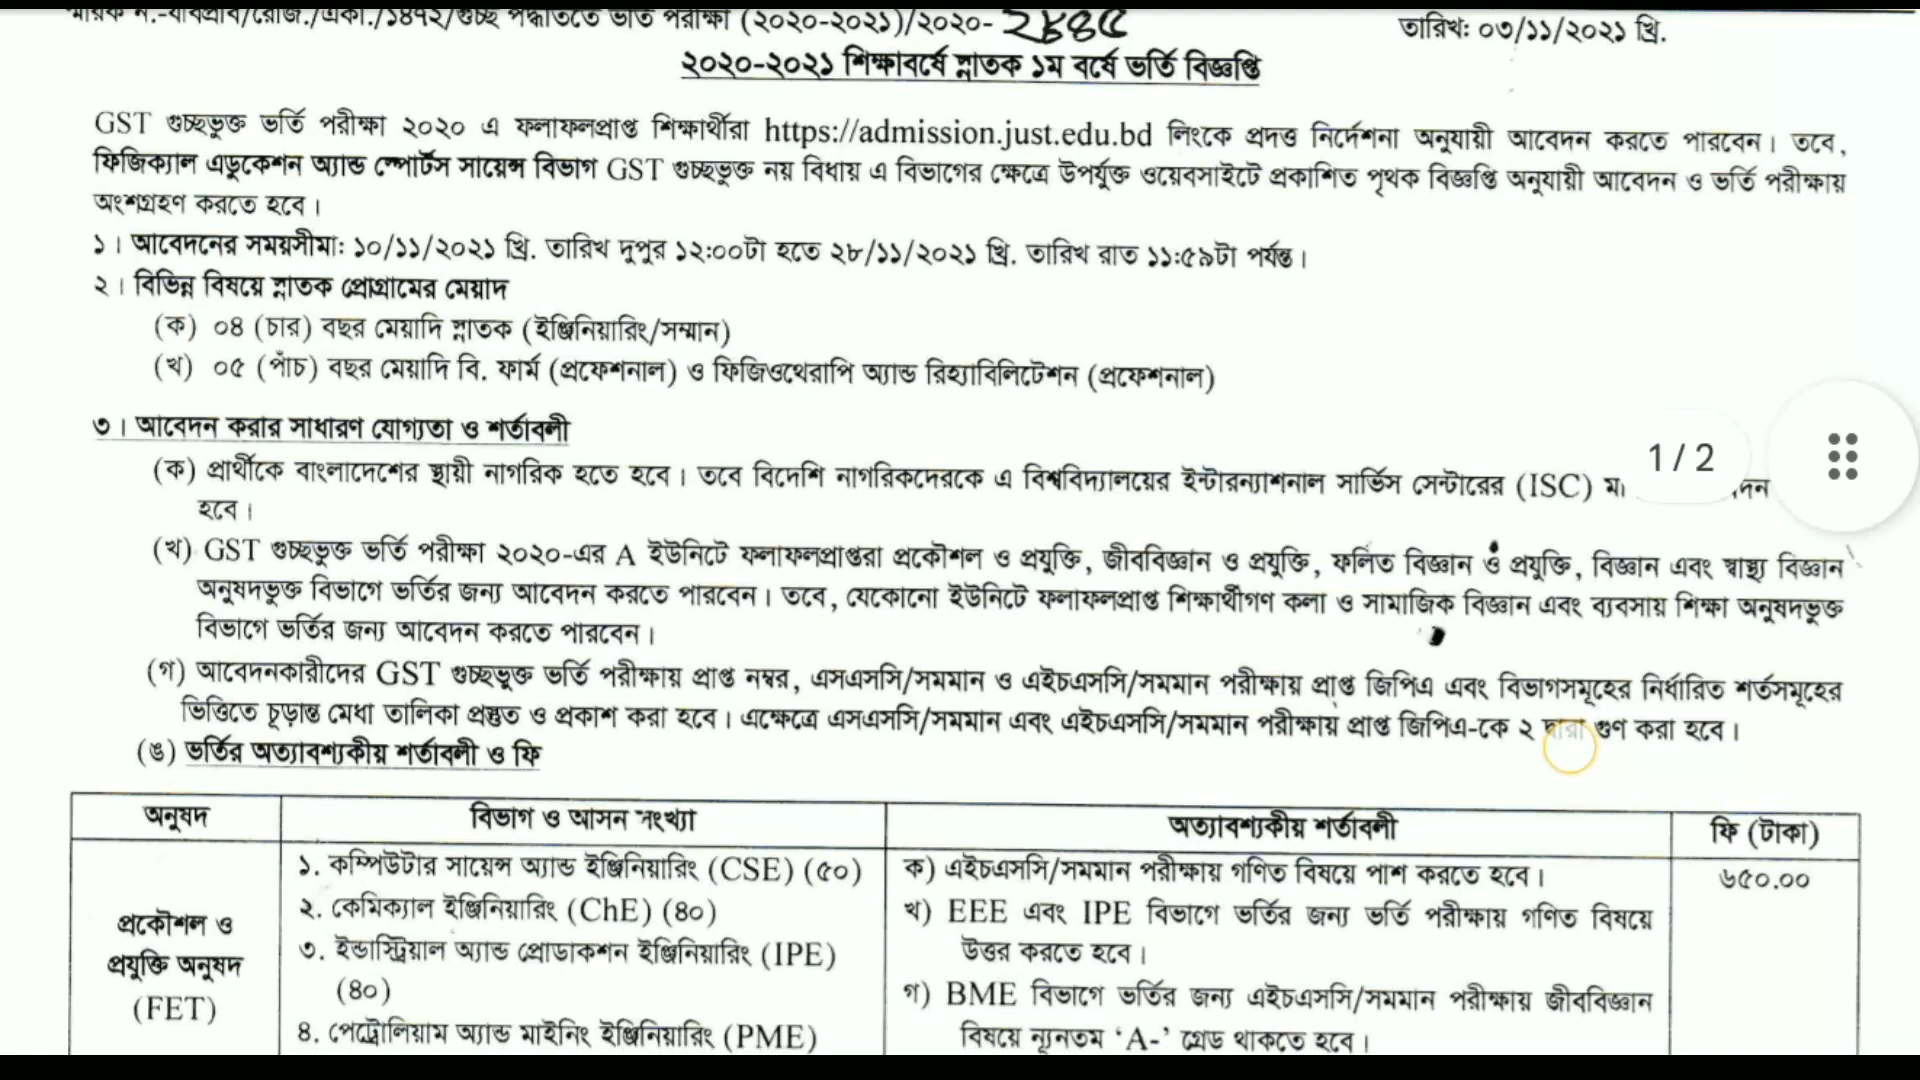 স্মারক নং-যবিপ্রবি/রেজি./একা./১৪৭২/গুচ্ছ পদ্ধতিতে ভর্তি পরীক্ষা (২০২০-২০২১)/২০২০- ২৪৪৫
তারিখ: ০৩/১১/২০২১ খ্রি.
২০২০-২০২১ শিক্ষাবর্ষে স্নাতক ১ম বর্ষে ভর্তি বিজ্ঞপ্তি
GST গুচ্ছভুক্ত ভর্তি পরীক্ষা ২০২০ এ ফলাফলপ্রাপ্ত শিক্ষার্থীরা https://admission.just.edu.bd লিংকে প্রদত্ত নির্দেশনা অনুযায়ী আবেদন করতে পারবেন। তবে,
ফিজিক্যাল এডুকেশন অ্যান্ড স্পোর্টস সায়েন্স বিভাগ GST গুচ্ছভুক্ত নয় বিধায় এ বিভাগের ক্ষেত্রে উপর্যুক্ত ওয়েবসাইটে প্রকাশিত পৃথক বিজ্ঞপ্তি অনুযায়ী আবেদন ও ভর্তি পরীক্ষায়
অংশগ্রহণ করতে হবে।
১। আবেদনের সময়সীমা: ১০/১১/২০২১ খ্রি. তারিখ দুপুর ১২:০০টা হতে ২৮/১১/২০২১ খ্রি. তারিখ রাত ১১:৫৯টা পর্যন্ত।
২। বিভিন্ন বিষয়ে স্নাতক প্রোগ্রামের মেয়াদ
(ক) ০৪ (চার) বছর মেয়াদি স্নাতক (ইঞ্জিনিয়ারিং/সম্মান)
(খ) ০৫ (পাঁচ) বছর মেয়াদি বি. ফার্ম (প্রফেশনাল) ও ফিজিওথেরাপি অ্যান্ড রিহ্যাবিলিটেশন (প্রফেশনাল)
৩। আবেদন করার সাধারণ যোগ্যতা ও শর্তাবলী
1 / 2
(ক) প্রার্থীকে বাংলাদেশের স্থায়ী নাগরিক হতে হবে। তবে বিদেশি নাগরিকদেরকে এ বিশ্ববিদ্যালয়ের ইন্টারন্যাশনাল সার্ভিস সেন্টারের (ISC)
হবে।
(খ) GST গুচ্ছভুক্ত ভর্তি পরীক্ষা ২০২০-এর A ইউনিটে ফলাফলপ্রাপ্তরা প্রকৌশল ও প্রযুক্তি, জীববিজ্ঞান ও প্রযুক্তি, ফলিত বিজ্ঞান ও প্রযুক্তি, বিজ্ঞান এবং স্বাস্থ্য বিজ্ঞান
অনুষদভুক্ত বিভাগে ভর্তির জন্য আবেদন করতে পারবেন। তবে, যেকোনো ইউনিটে ফলাফলপ্রাপ্ত শিক্ষার্থীগণ কলা ও সামাজিক বিজ্ঞান এবং ব্যবসায় শিক্ষা অনুষদভুক্ত
বিভাগে ভর্তির জন্য আবেদন করতে পারবেন।
(গ) আবেদনকারীদের GST গুচ্ছভুক্ত ভর্তি পরীক্ষায় প্রাপ্ত নম্বর, এসএসসি/সমমান ও এইচএসসি/সমমান পরীক্ষায় প্রাপ্ত জিপিএ এবং বিভাগসমূহের নির্ধারিত শর্তসমূহের
ভিত্তিতে চূড়ান্ত মেধা তালিকা প্রস্তুত ও প্রকাশ করা হবে। এক্ষেত্রে এসএসসি/সমমান এবং এইচএসসি/সমমান পরীক্ষায় প্রাপ্ত জিপিএ-কে ২ দ্বারা গুণ করা হবে।
(ঙ) ভর্তির অত্যাবশ্যকীয় শর্তাবলী ও ফি
অনুষদ
বিভাগ ও আসন সংখ্যা
অত্যাবশ্যকীয় শর্তাবলী
ফি (টাকা)
প্রকৌশল ও
প্রযুক্তি অনুষদ
(FET)
১. কম্পিউটার সায়েন্স অ্যান্ড ইঞ্জিনিয়ারিং (CSE) (৫০)
২. কেমিক্যাল ইঞ্জিনিয়ারিং (ChE) (৪০)
৩. ইন্ডাস্ট্রিয়াল অ্যান্ড প্রোডাকশন ইঞ্জিনিয়ারিং (IPE)
(৪০)
৪. পেট্রোলিয়াম অ্যান্ড মাইনিং ইঞ্জিনিয়ারিং (PME)
ক) এইচএসসি/সমমান পরীক্ষায় গণিত বিষয়ে পাশ করতে হবে।
খ) EEE এবং IPE বিভাগে ভর্তির জন্য ভর্তি পরীক্ষায় গণিত বিষয়ে
উত্তর করতে হবে।
গ) BME বিভাগে ভর্তির জন্য এইচএসসি/সমমান পরীক্ষায় জীববিজ্ঞান
বিষয়ে ন্যূনতম ‘A-’ গ্রেড থাকতে হবে।
৬৫০.০০